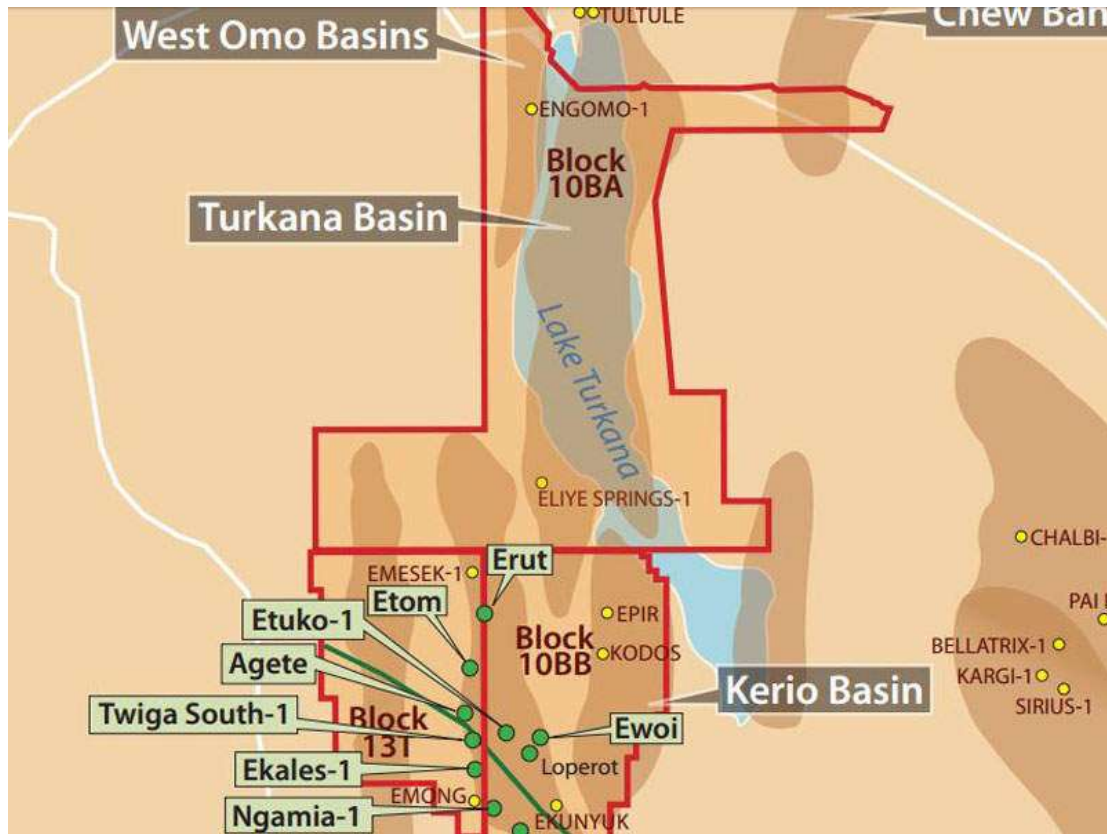 TULTULE
West Omo Basins
Chew Ban
ENGOMO-1
Block
10BA
Turkana Basin
Lake Turkana
ELIYE SPRINGS-1
CHALBI-
Erut
EMESEK-1
Etom
Etuko-1
EPIR
PAI
Block
10BB
Agete
KODOS
BELLATRIX-1
KARGI-1
Kerio Basin
SIRIUS-1
Twiga South-1
Block
13T
Ewoi
Loperot
Ekales-1
EMONG
Ngamia-1
EKUNYUK